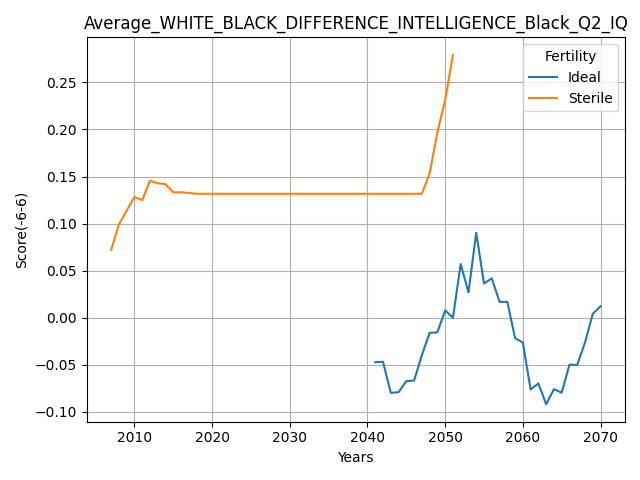 Average_WHITE_BLACK_DIFFERENCE_INTELLIGENCE_Black_Q2_IQ
Fertility
Ideal
Sterile
0.25
0.20
0.15
0.10
0.05
0.00
−0.05
−0.10
Score(-6-6)
2010 2020 2030 2040 2050 2060 2070
Years